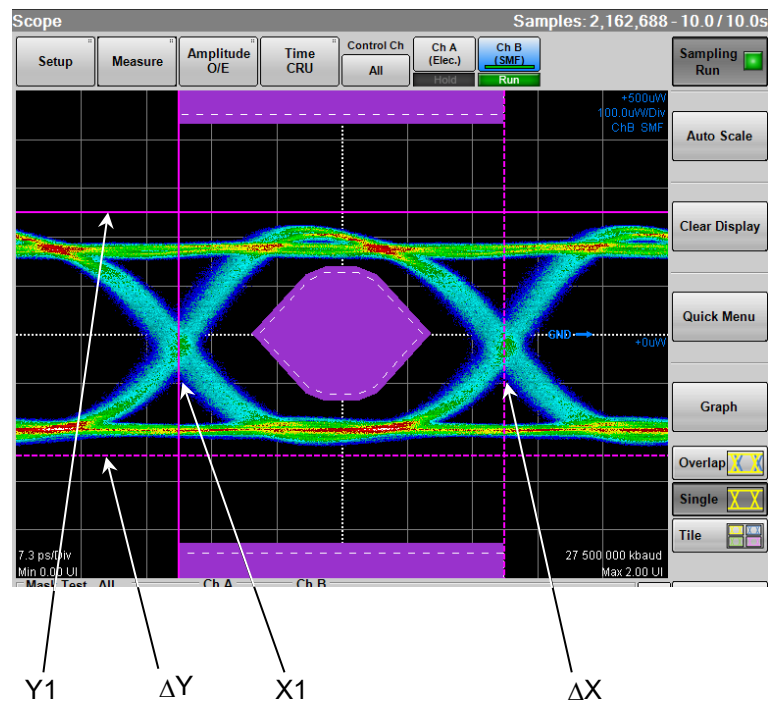 Scope
Samples: 2,162,688 - 10.0 / 10.0s
Setup
Measure
Amplitude
O/E
Time
CRU
Control Ch
All
Ch A
(Elec.)
Hold
Ch B
(SMF)
Run
Sampling
Run
+500uW
100.0uW/Div
ChB SMF
Auto Scale
Clear Display
Quick Menu
GND
+0uW
Graph
Overlap
Single
Tile
7.3 ps/Div
Min 0.00 UI
27 500 000 kbaud
Max 2.00 UI
Mask Test All
Ch A
Ch B
Y1
ΔY
X1
ΔX